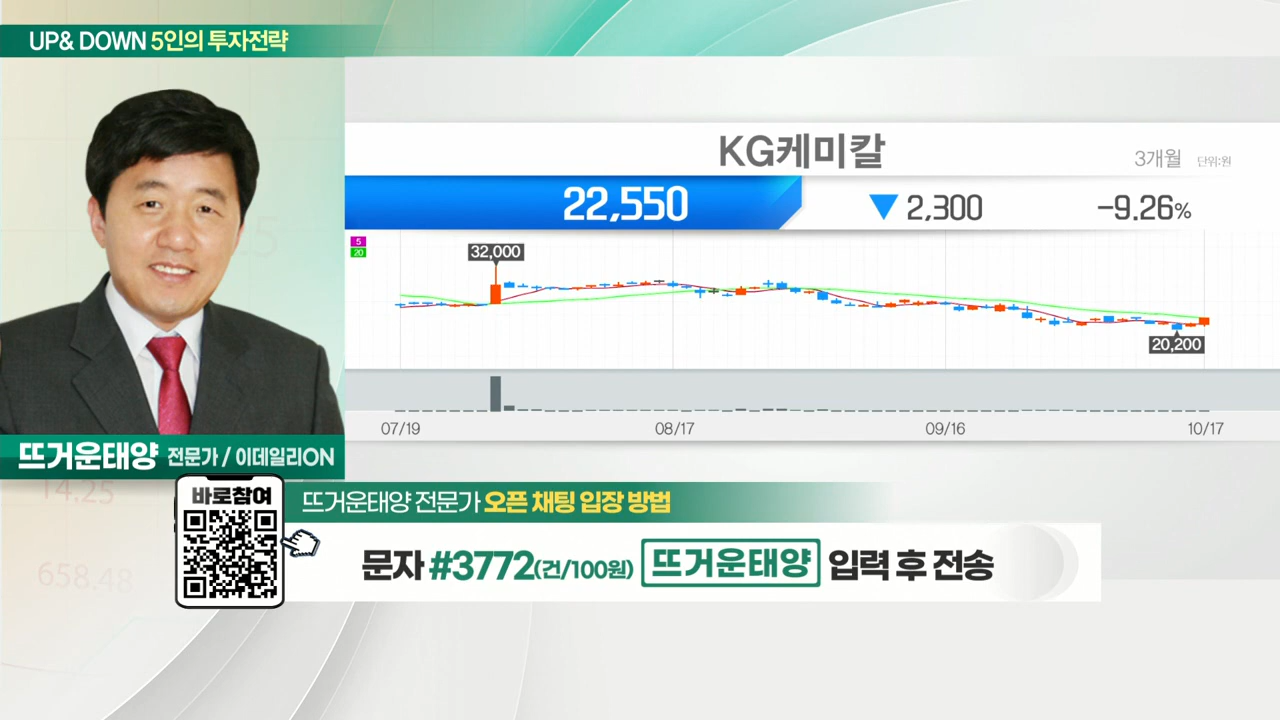 UP& DOWN 5인의 투자전략
KG케미칼
3개월 단위:원
22,550 ▼ 2,300 -9.26%
5
20
32,000
20,200
07/19 08/17 09/16 10/17
뜨거운태양 전문가 / 이데일리ON
14.25
658.48
바로참여
뜨거운태양 전문가 오픈 채팅 입장 방법
문자 #3772(건/100원) 뜨거운태양 입력 후 전송